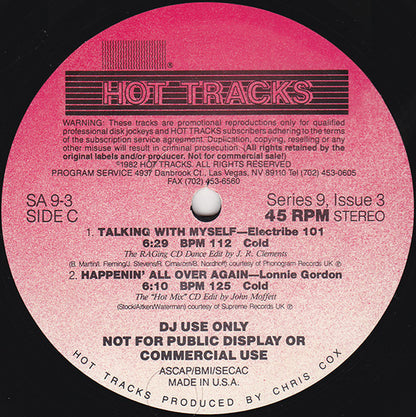 HOT TRACKS
WARNING: These tracks are promotional reproductions only for qualified
professional disk jockeys and HOT TRACKS subscribers adhering to the terms
of the subscription service agreement. Duplication, copying, reselling or any
other misuse will result in criminal prosecution. (All rights retained by the
original labels and/or producer. Not for commercial sale!)
©1982 HOT TRACKS. ALL RIGHTS RESERVED
PROGRAM SERVICE 4937 Danbrook Ct., Las Vegas, NV 89110 Tel (702) 453-0605
FAX (702) 453-6560
SA 9-3
SIDE C
Series 9, Issue 3
45 RPM STEREO
1. TALKING WITH MYSELF—Electribe 101
6:29 BPM 112 Cold
The RAGing CD Dance Edit by J. R. Clements
(B. Martin/I. Fleming/J. Stevens/R. Cimarosti/B. Nordhoff) courtesy of Phonogram Records UK ℗
2. HAPPENIN' ALL OVER AGAIN—Lonnie Gordon
6:10 BPM 125 Cold
The "Hot Mix" CD Edit by John Moffett
(Stock/Aitken/Waterman) courtesy of Supreme Records UK ℗
DJ USE ONLY
NOT FOR PUBLIC DISPLAY OR
COMMERCIAL USE
ASCAP/BMI/SECAC
MADE IN U.S.A.
HOT TRACKS PRODUCED BY CHRIS COX